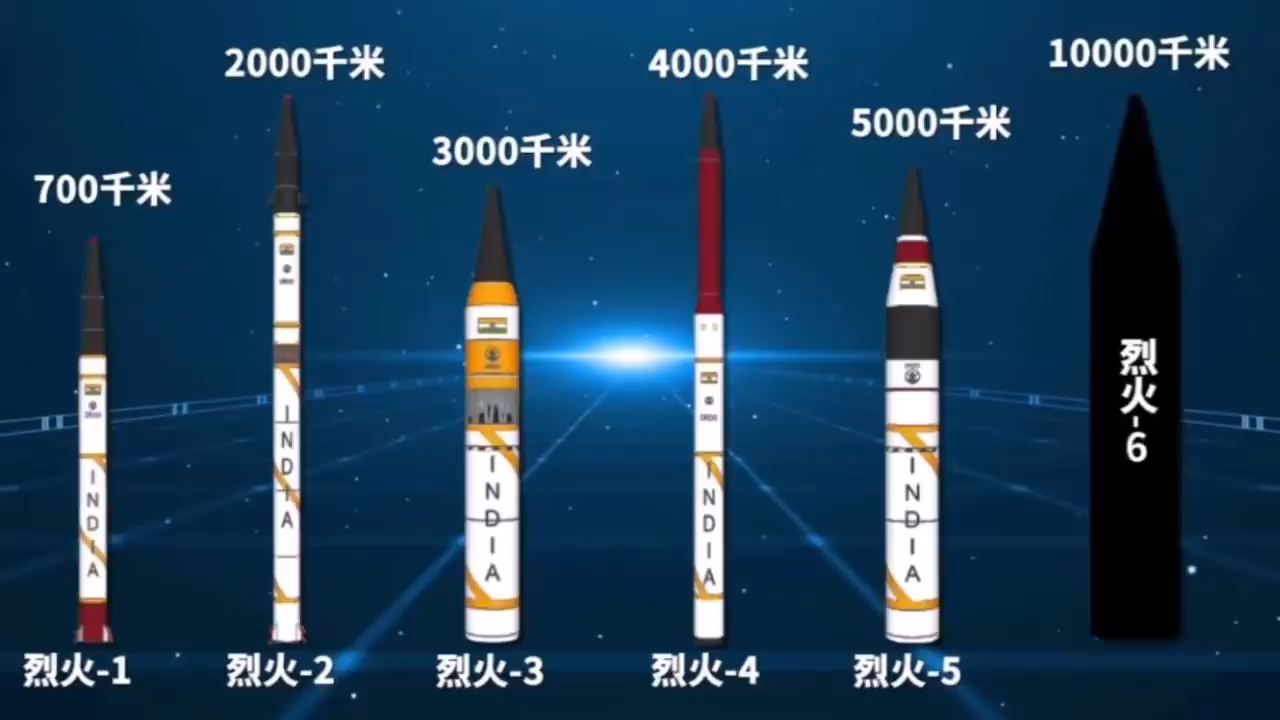 700千米
2000千米
3000千米
4000千米
5000千米
10000千米
INDIA
INDIA
INDIA
INDIA
INDIA
烈火-6
烈火-1
烈火-2
烈火-3
烈火-4
烈火-5